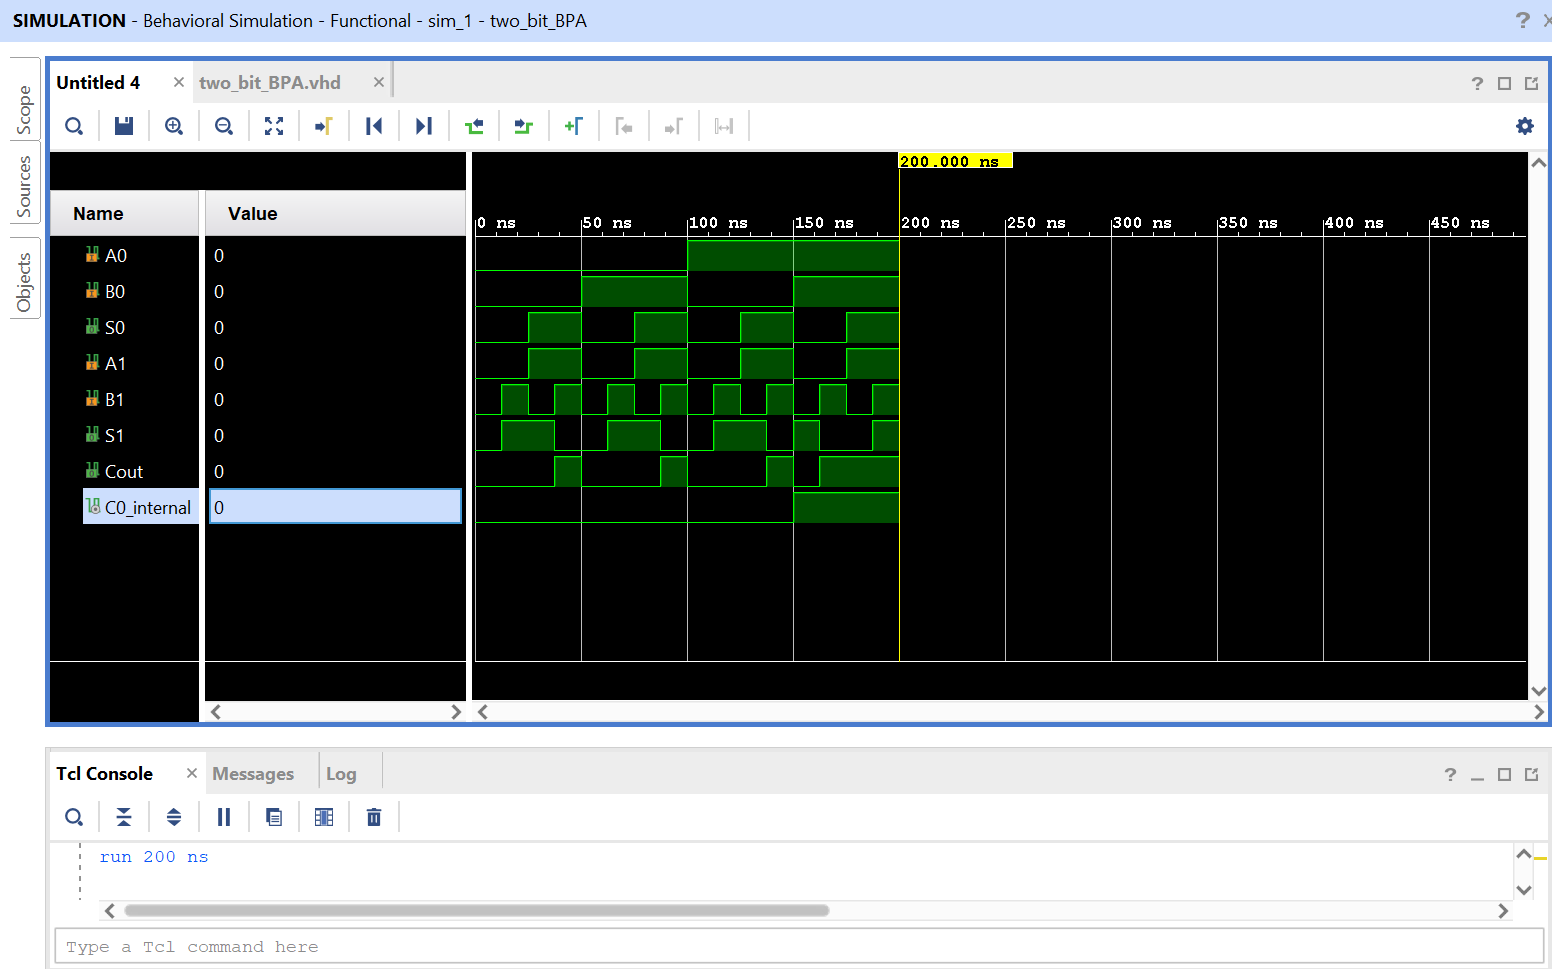 SIMULATION - Behavioral Simulation - Functional - sim_1 - two_bit_BPA
?
Scope
Sources
Objects
Untitled 4
two_bit_BPA.vhd
?
200.000 ns
Name Value
0 ns 50 ns 100 ns 150 ns 200 ns 250 ns 300 ns 350 ns 400 ns 450 ns
A0 0
B0 0
S0 0
A1 0
B1 0
S1 0
Cout 0
C0_internal 0
Tcl Console Messages Log
?
run 200 ns
Type a Tcl command here